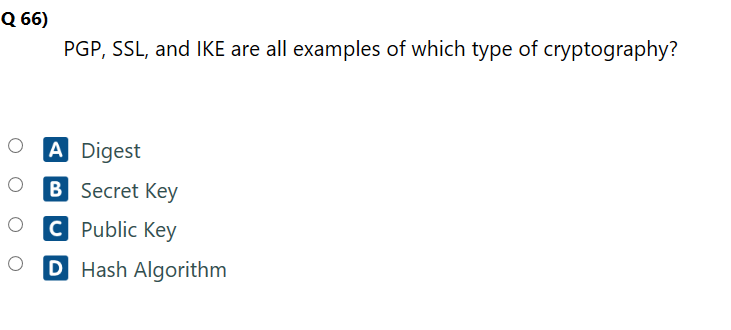 Q 66)
PGP, SSL, and IKE are all examples of which type of cryptography?
A Digest
B Secret Key
C Public Key
D Hash Algorithm